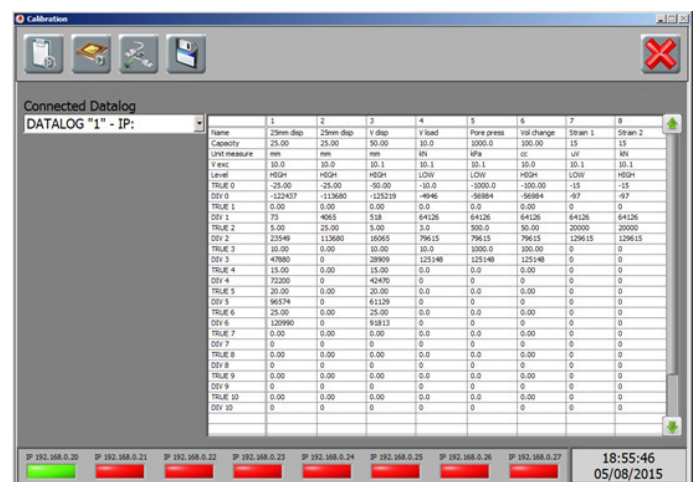 Calibration
Connected Datalog
DATALOG "1" - IP:
1 2 3 4 5 6 7 8
Name 25mm disp 25mm disp V disp V load Pore press Vol change Strain 1 Strain 2
Capacity 25.00 25.00 50.00 10.0 1000.0 100.00 15 15
Unit measure mm mm mm kN kPa cc uV kN
V exc 10.0 10.0 10.1 10.1 10.1 10.0 10.1 10.1
Level HIGH HIGH HIGH LOW LOW HIGH LOW HIGH
TRUE 0 -25.00 -25.00 -50.00 -10.0 -1000.0 -100.00 -15 -15
DIV 0 -122437 -113680 -125219 -4946 -56984 -56984 -97 -97
TRUE 1 0.00 0.00 0.00 0.0 0.0 0.00 0 0
DIV 1 73 4065 518 64126 64126 64126 64126 64126
TRUE 2 5.00 25.00 5.00 3.0 500.0 50.00 20000 20000
DIV 2 23549 113680 16065 79615 79615 79615 129615 129615
TRUE 3 10.00 0.00 10.00 10.0 1000.0 100.00 0 0
DIV 3 47880 0 28909 125148 125148 125148 0 0
TRUE 4 15.00 0.00 15.00 0.0 0.0 0.00 0 0
DIV 4 72200 0 42470 0 0 0 0 0
TRUE 5 20.00 0.00 20.00 0.0 0.0 0.00 0 0
DIV 5 96574 0 61129 0 0 0 0 0
TRUE 6 25.00 0.00 25.00 0.0 0.0 0.00 0 0
DIV 6 120990 0 91813 0 0 0 0 0
TRUE 7 0.00 0.00 0.00 0.0 0.0 0.00 0 0
DIV 7 0 0 0 0 0 0 0 0
TRUE 8 0.00 0.00 0.00 0.0 0.0 0.00 0 0
DIV 8 0 0 0 0 0 0 0 0
TRUE 9 0.00 0.00 0.00 0.0 0.0 0.00 0 0
DIV 9 0 0 0 0 0 0 0 0
TRUE 10 0.00 0.00 0.00 0.0 0.0 0.00 0 0
DIV 10 0 0 0 0 0 0 0 0
IP 192.168.0.20 IP 192.168.0.21 IP 192.168.0.22 IP 192.168.0.23 IP 192.168.0.24 IP 192.168.0.25 IP 192.168.0.26 IP 192.168.0.27
18:55:46
05/08/2015